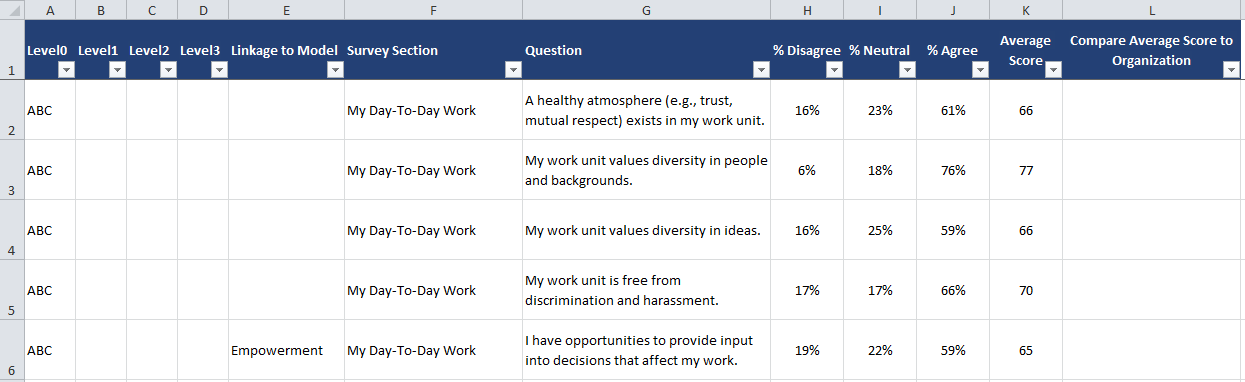 A B C D E F G H I J K L
1 Level0 Level1 Level2 Level3 Linkage to Model Survey Section Question % Disagree % Neutral % Agree Average Score Compare Average Score to Organization
2 ABC My Day-To-Day Work A healthy atmosphere (e.g., trust, mutual respect) exists in my work unit. 16% 23% 61% 66
3 ABC My Day-To-Day Work My work unit values diversity in people and backgrounds. 6% 18% 76% 77
4 ABC My Day-To-Day Work My work unit values diversity in ideas. 16% 25% 59% 66
5 ABC My Day-To-Day Work My work unit is free from discrimination and harassment. 17% 17% 66% 70
6 ABC Empowerment My Day-To-Day Work I have opportunities to provide input into decisions that affect my work. 19% 22% 59% 65